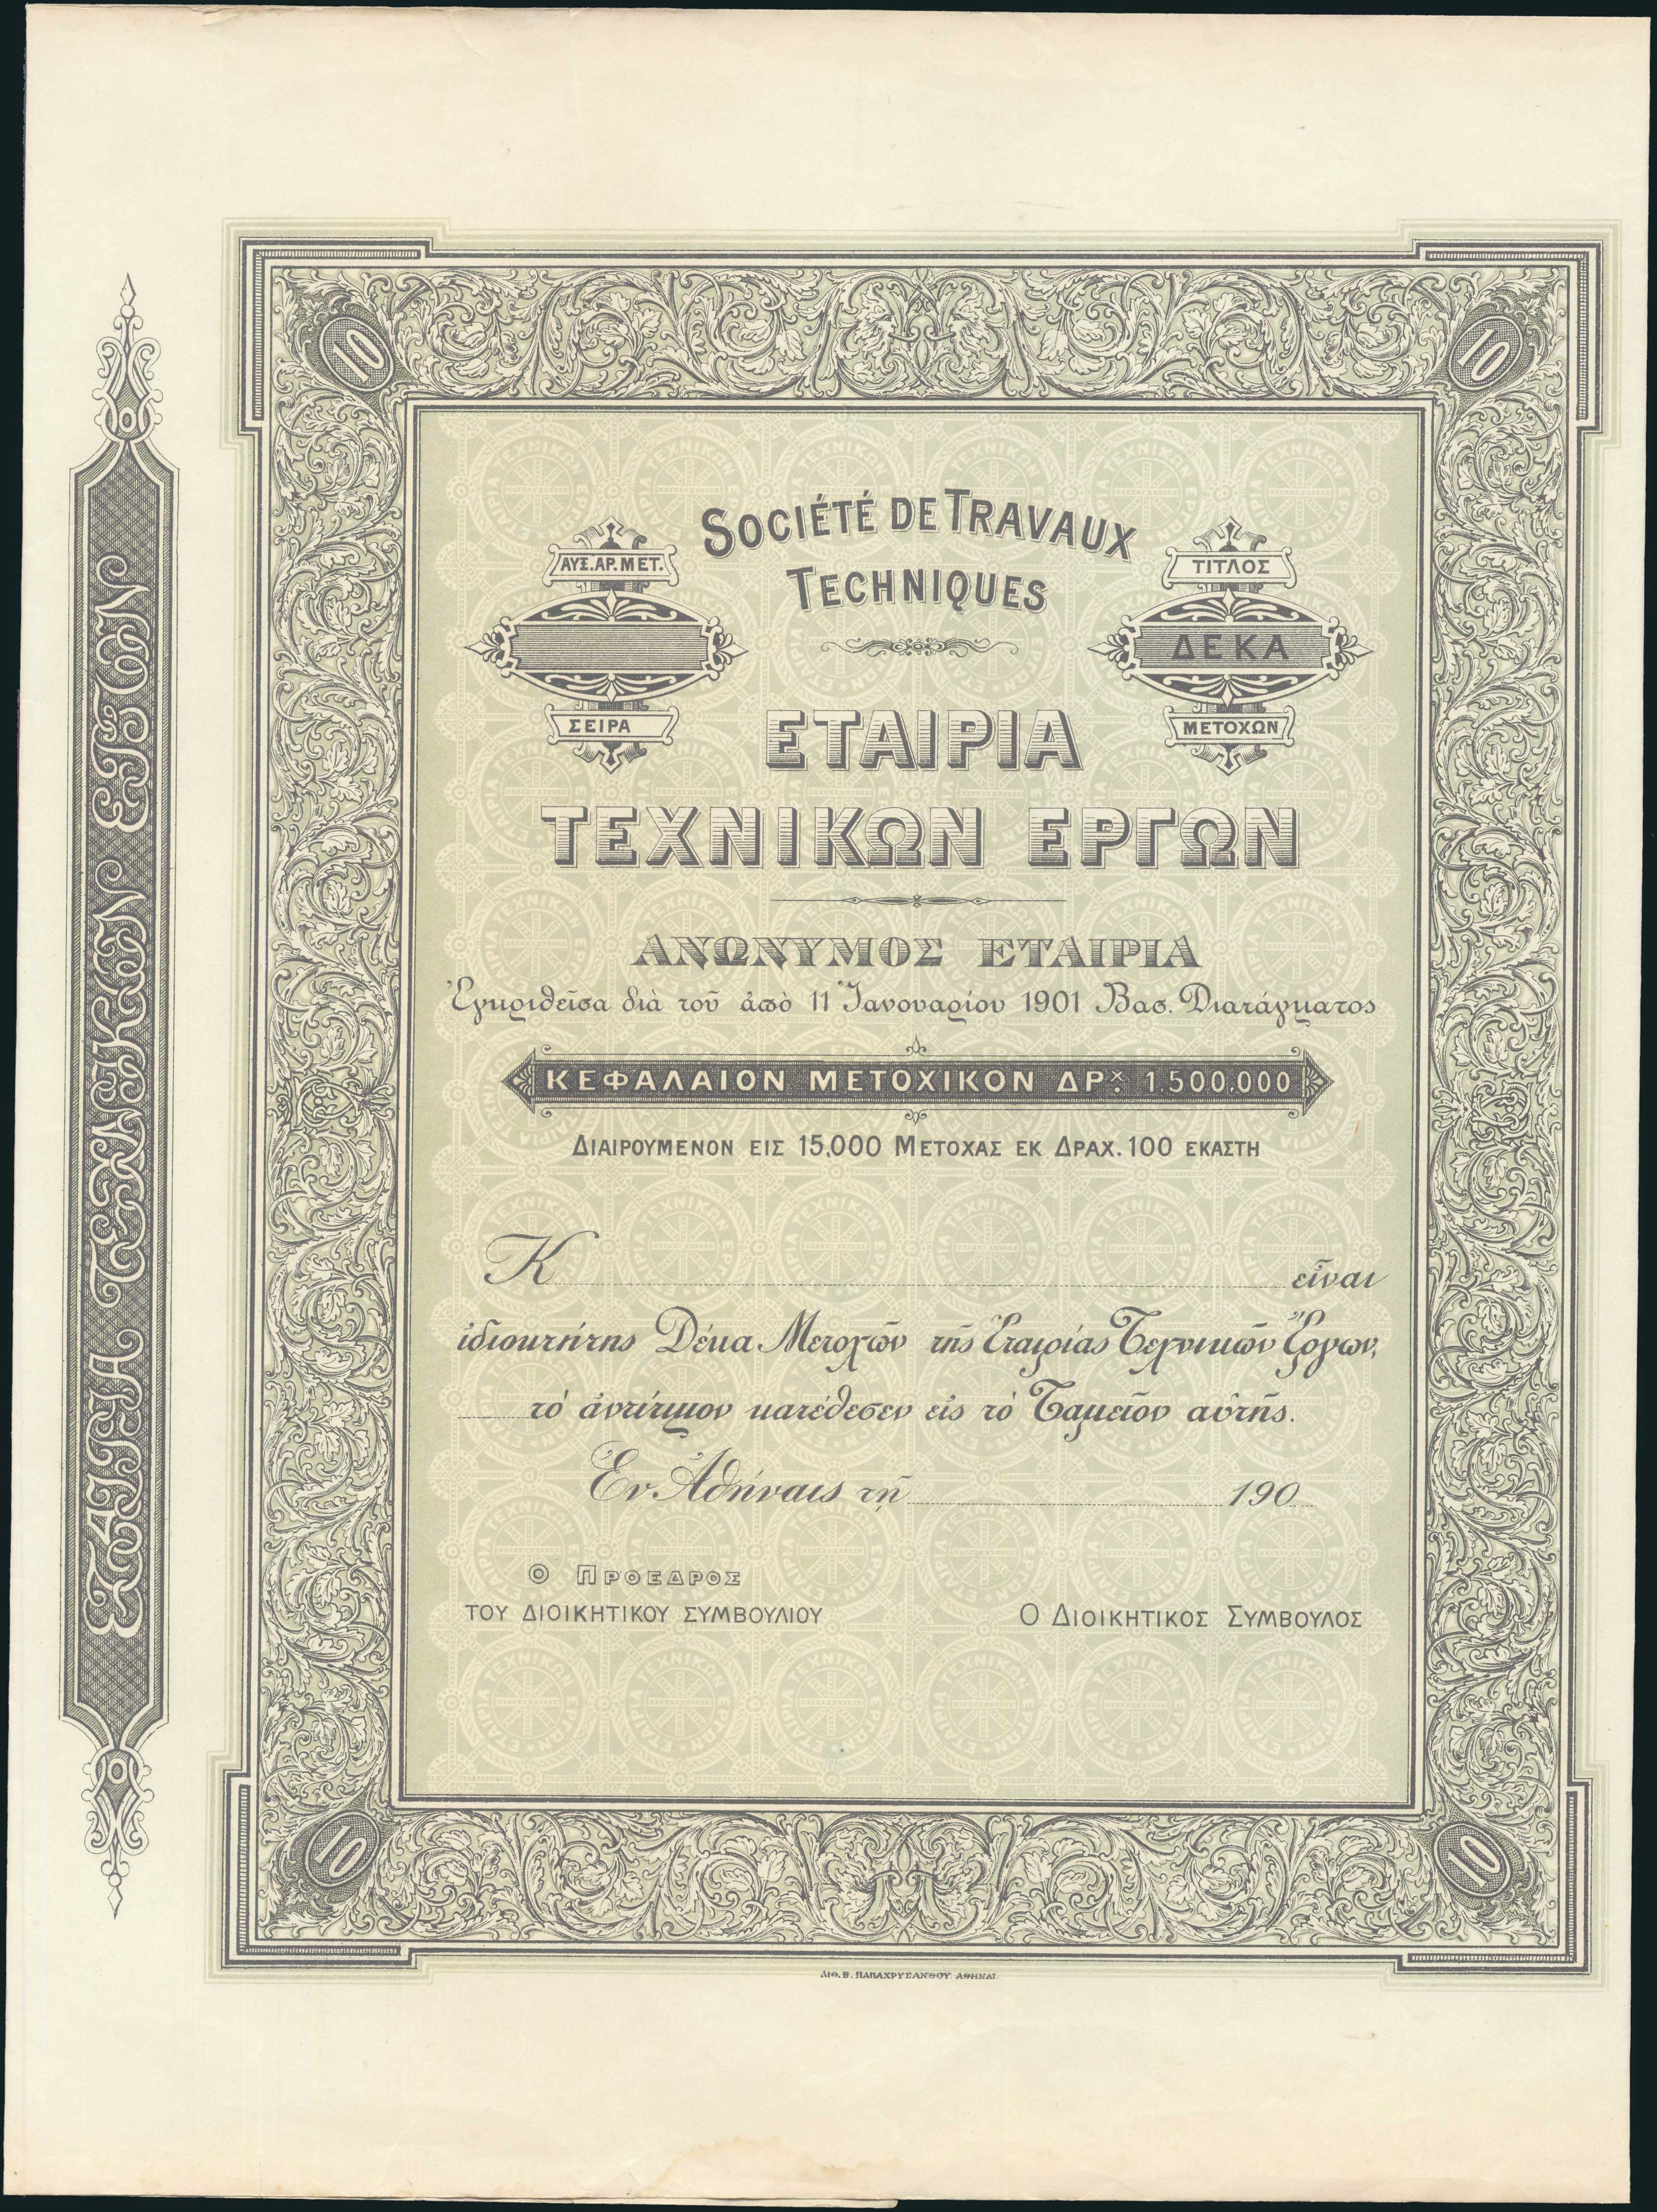 SOCIÉTÉ DE TRAVAUX
TECHNIQUES
ΑΥΞ. ΑΡ. ΜΕΤ.
ΣΕΙΡΑ
ΤΙΤΛΟΣ
ΔΕΚΑ
ΜΕΤΟΧΩΝ
ΕΤΑΙΡΙΑ
ΤΕΧΝΙΚΩΝ ΕΡΓΩΝ
ΑΝΩΝΥΜΟΣ ΕΤΑΙΡΙΑ
Ἐγκριθεῖσα διὰ τοῦ ἀπὸ 11 Ἰανουαρίου 1901 Βασ. Διατάγματος
ΚΕΦΑΛΑΙΟΝ ΜΕΤΟΧΙΚΟΝ ΔΡΧ. 1,500,000
ΔΙΑΙΡΟΥΜΕΝΟΝ ΕΙΣ 15,000 ΜΕΤΟΧΑΣ ΕΚ ΔΡΑΧ. 100 ΕΚΑΣΤΗ
Κ εἶναι
ἰδιοκτήτης Δέκα Μετοχῶν τῆς Ἑταιρίας Τεχνικῶν Ἔργων,
τὸ ἀντίτιμον κατέθεσεν εἰς τὸ Ταμεῖον αὐτῆς.
Ἐν Ἀθήναις τῇ 190
Ο ΠΡΟΕΔΡΟΣ
ΤΟΥ ΔΙΟΙΚΗΤΙΚΟΥ ΣΥΜΒΟΥΛΙΟΥ
Ο ΔΙΟΙΚΗΤΙΚΟΣ ΣΥΜΒΟΥΛΟΣ
10
10
10
10
ΕΤΑΙΡΙΑ ΤΕΧΝΙΚΩΝ ΕΡΓΩΝ
ΛΙΘ. Β. ΠΑΠΑΧΡΥΣΑΝΘΟΥ. ΑΘΗΝΑΙ.